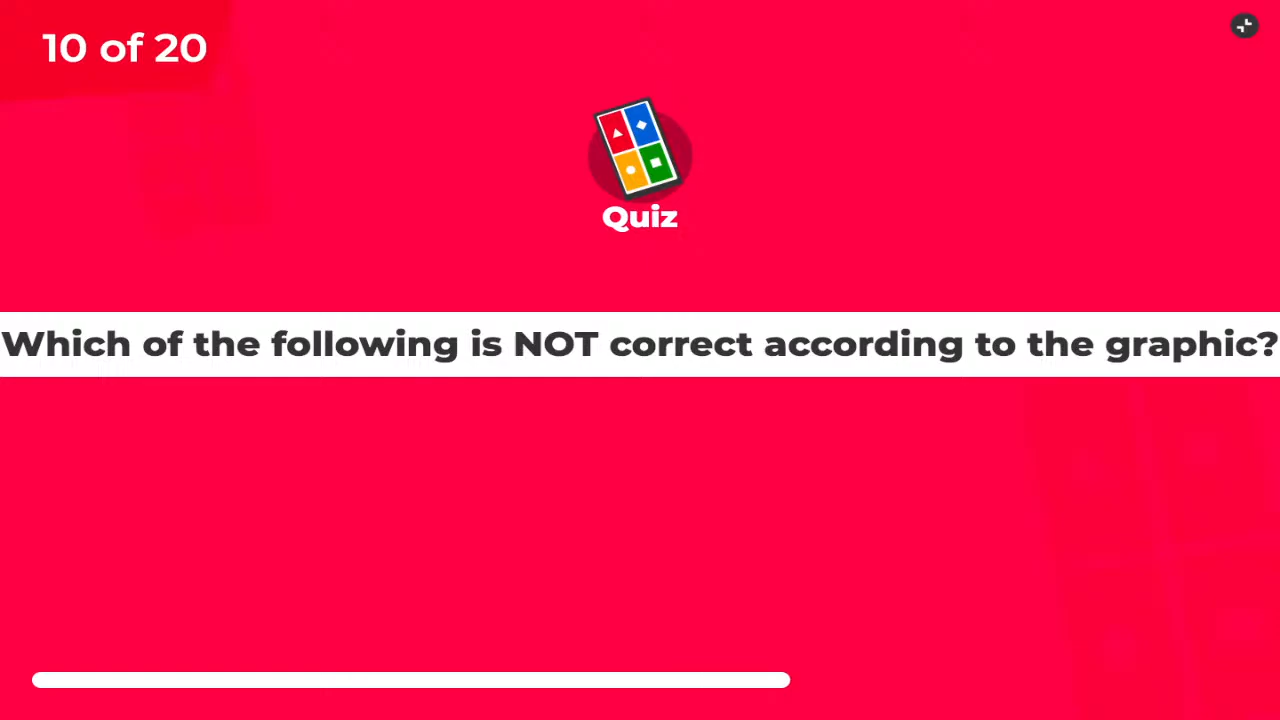 10 of 20
Quiz
Which of the following is NOT correct according to the graphic?